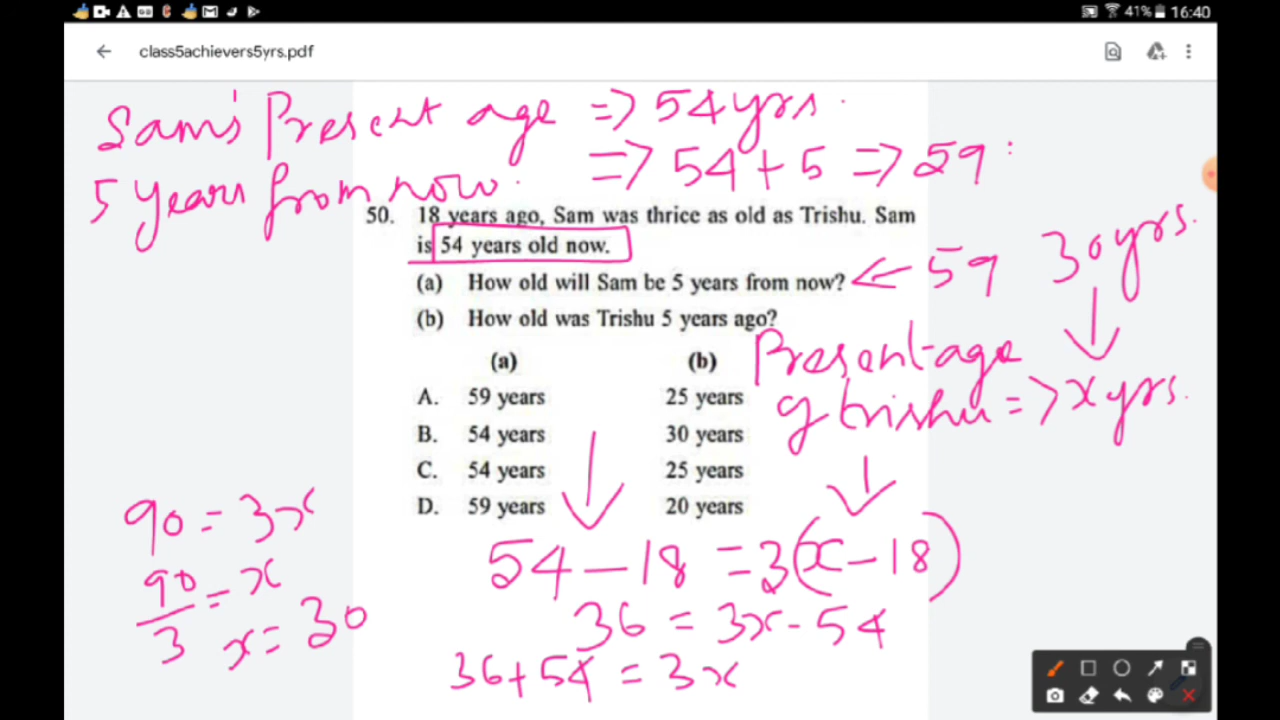 41% 16:40
class5achievers5yrs.pdf
Sam's Present age => 54 yrs.
5 years from now. => 54 + 5 => 59
50. 18 years ago, Sam was thrice as old as Trishu. Sam
is 54 years old now.
(a) How old will Sam be 5 years from now? ← 59
30 yrs.
(b) How old was Trishu 5 years ago?
Present age
of trishu => x yrs.
(a) (b)
A. 59 years 25 years
B. 54 years 30 years
C. 54 years 25 years
D. 59 years 20 years
54 - 18 = 3(x - 18)
36 = 3x - 54
36 + 54 = 3x
90 = 3x
90/3 = x
x = 30